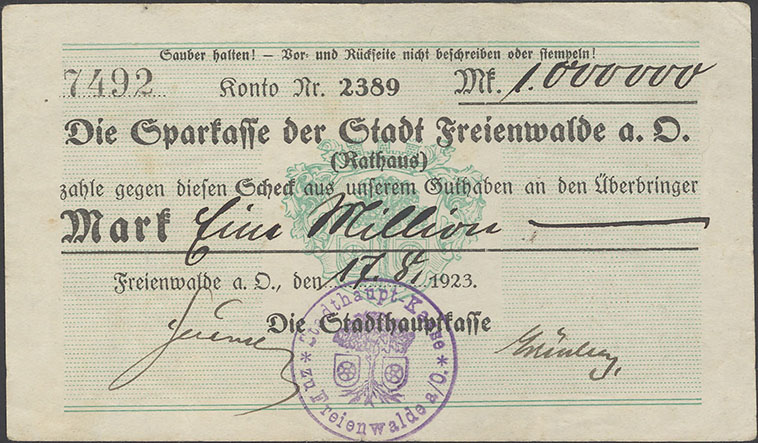 Sauber halten! — Vor- und Rückseite nicht beschreiben oder stempeln!
7492 Konto Nr. 2389 Mk. 1.000000
Die Sparkasse der Stadt Freienwalde a. O.
(Rathaus)
zahle gegen diesen Scheck aus unserem Guthaben an den Überbringer
Mark Eine Million
Freienwalde a. O., den 17.8. 1923.
Die Stadthauptkasse
Stadthaupt-Kasse
* zu Freienwalde a/O. *